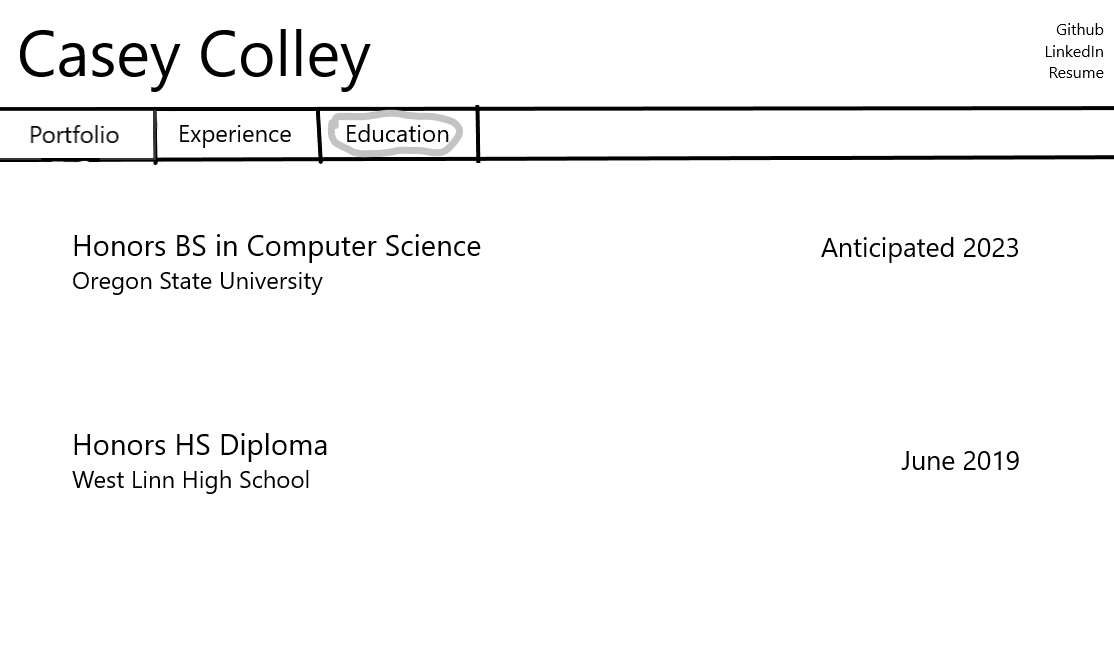 Casey Colley
Github
LinkedIn
Resume
Portfolio
Experience
Education
Honors BS in Computer Science
Anticipated 2023
Oregon State University
Honors HS Diploma
June 2019
West Linn High School